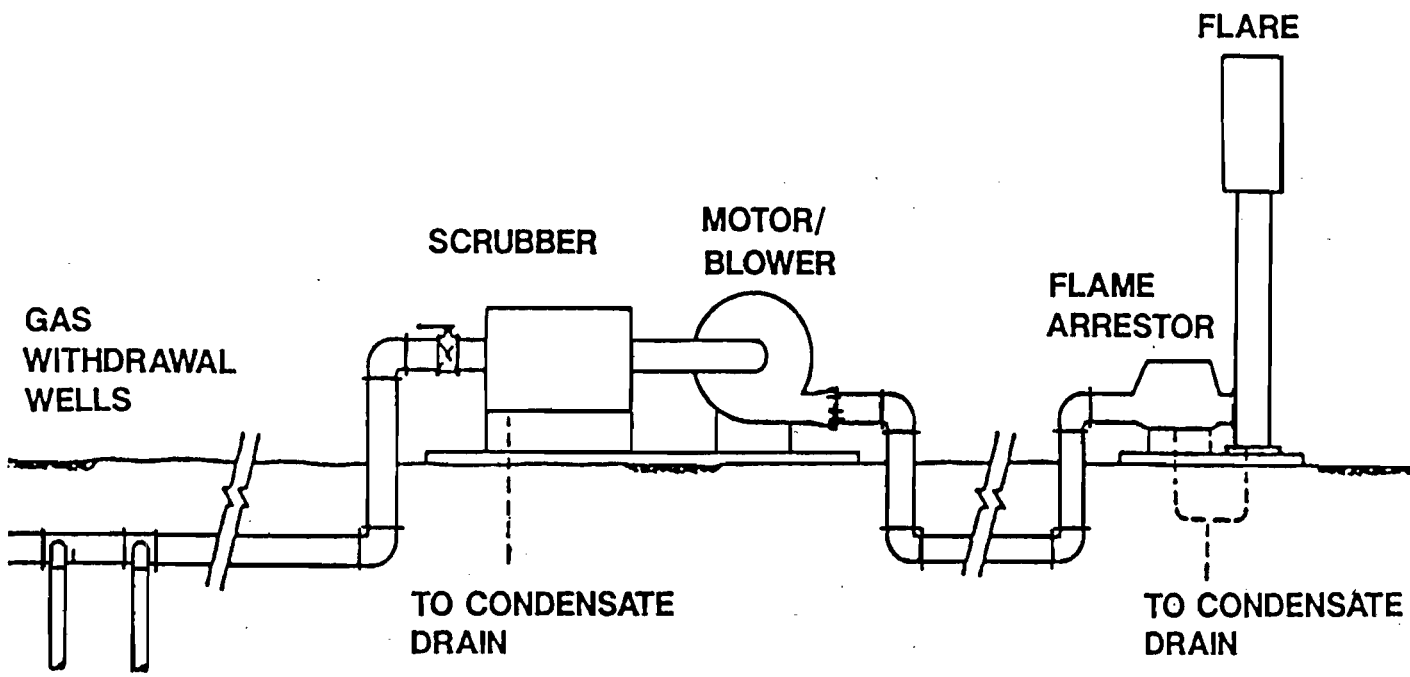 FLARE
SCRUBBER
MOTOR/
BLOWER
FLAME
ARRESTOR
GAS
WITHDRAWAL
WELLS
TO CONDENSATE
DRAIN
TO CONDENSATE
DRAIN